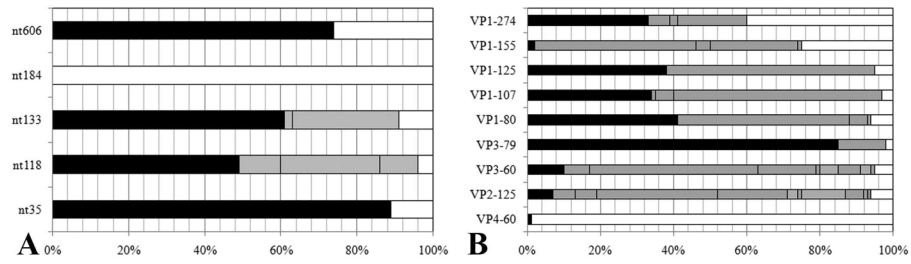 nt606
nt184
nt133
nt118
nt35
A
0% 20% 40% 60% 80% 100%
VP1-274
VP1-155
VP1-125
VP1-107
VP1-80
VP3-79
VP3-60
VP2-125
VP4-60
B
0% 20% 40% 60% 80% 100%